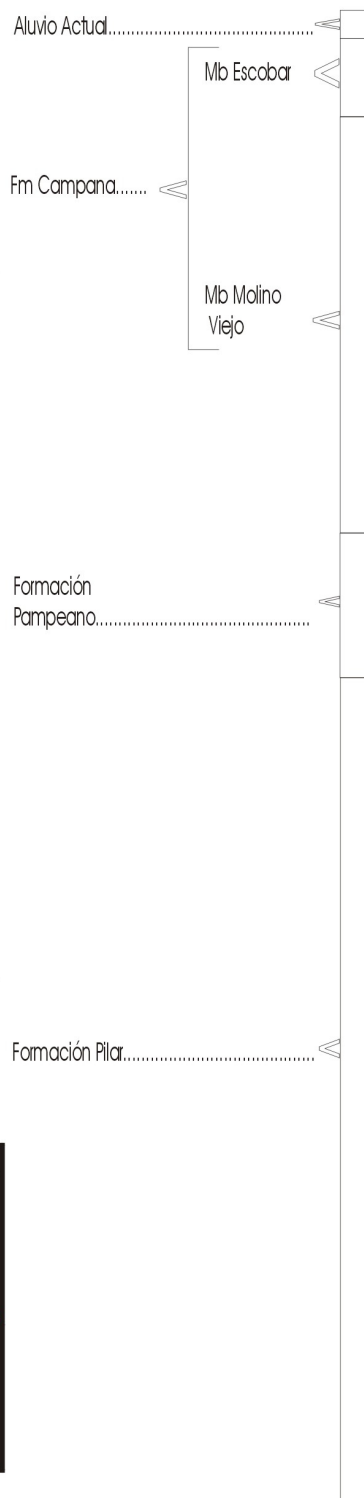 Aluvio Actual..............................................
Mb Escobar
Fm Campana.......
Mb Molino
Viejo
Formación
Pampeano...............................................
Formación Pilar..........................................